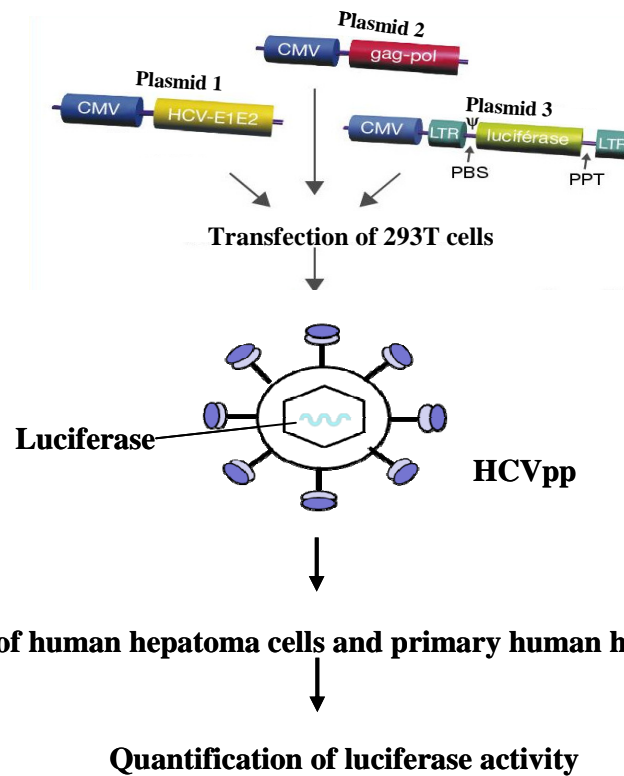 Plasmid 2
CMV gag-pol
Plasmid 1
CMV HCV-E1E2
Plasmid 3
Ψ
CMV LTR luciférase LTR
PBS PPT
Transfection of 293T cells
Luciferase
HCVpp
of human hepatoma cells and primary human h
Quantification of luciferase activity